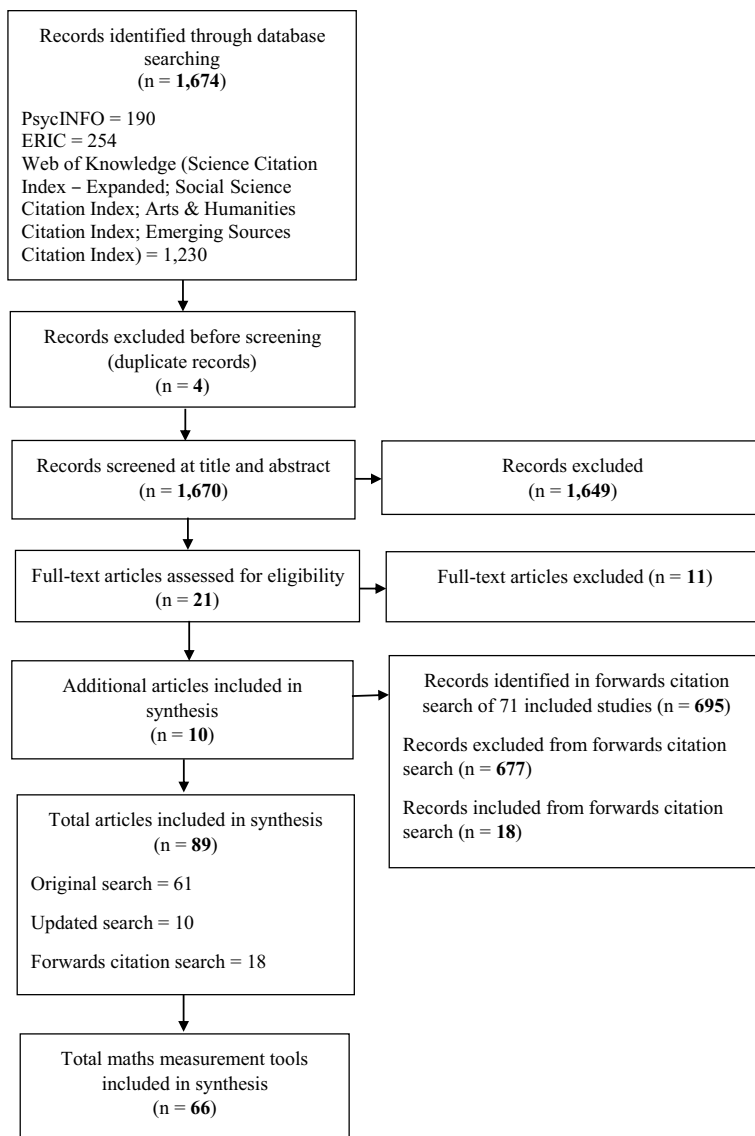 Records identified through database
searching
(n = 1,674)
PsycINFO = 190
ERIC = 254
Web of Knowledge (Science Citation
Index – Expanded; Social Science
Citation Index; Arts & Humanities
Citation Index; Emerging Sources
Citation Index) = 1,230
Records excluded before screening
(duplicate records)
(n = 4)
Records screened at title and abstract
(n = 1,670)
Records excluded
(n = 1,649)
Full-text articles assessed for eligibility
(n = 21)
Full-text articles excluded (n = 11)
Additional articles included in
synthesis
(n = 10)
Records identified in forwards citation
search of 71 included studies (n = 695)
Records excluded from forwards citation
search (n = 677)
Records included from forwards citation
search (n = 18)
Total articles included in synthesis
(n = 89)
Original search = 61
Updated search = 10
Forwards citation search = 18
Total maths measurement tools
included in synthesis
(n = 66)